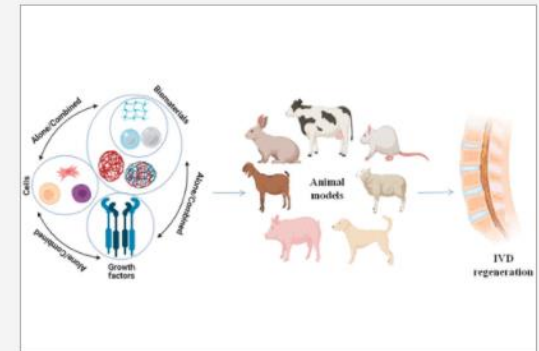 Alone/Combined
Biomaterials
Cells
Alone/Combined
Alone/Combined
Growth
factors
Animal
models
IVD
regeneration